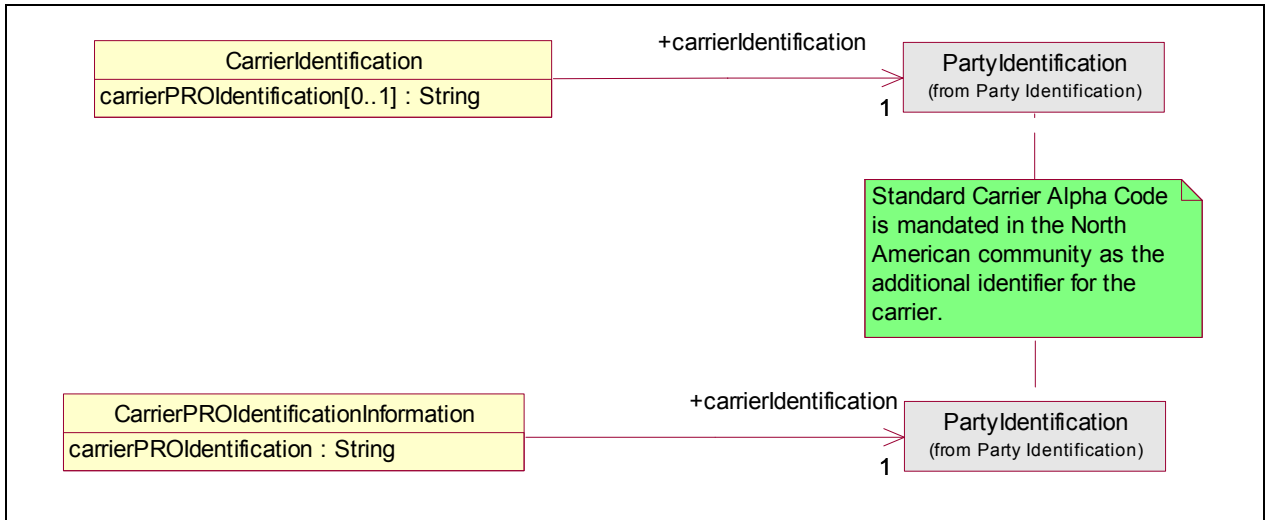 +carrierIdentification
CarrierIdentification
carrierPROIdentification[0..1] : String
PartyIdentification
(from Party Identification)
1
Standard Carrier Alpha Code
is mandated in the North
American community as the
additional identifier for the
carrier.
+carrierIdentification
CarrierPROIdentificationInformation
carrierPROIdentification : String
PartyIdentification
(from Party Identification)
1